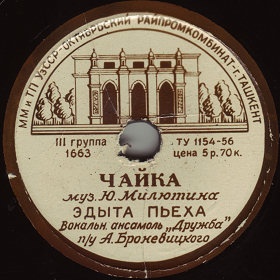 ММ и ТП УЗССР-ОКТЯБРЬСКИЙ РАЙПРОМКОМБИНАТ-Г. ТАШКЕНТ
III группа ТУ 1154-56
1663 цена 5 р. 70 к.
ЧАЙКА
муз. Ю. Милютина
ЭДЫТА ПЬЕХА
Вокальн. ансамбль „Дружба"
п/у А. Броневицкого